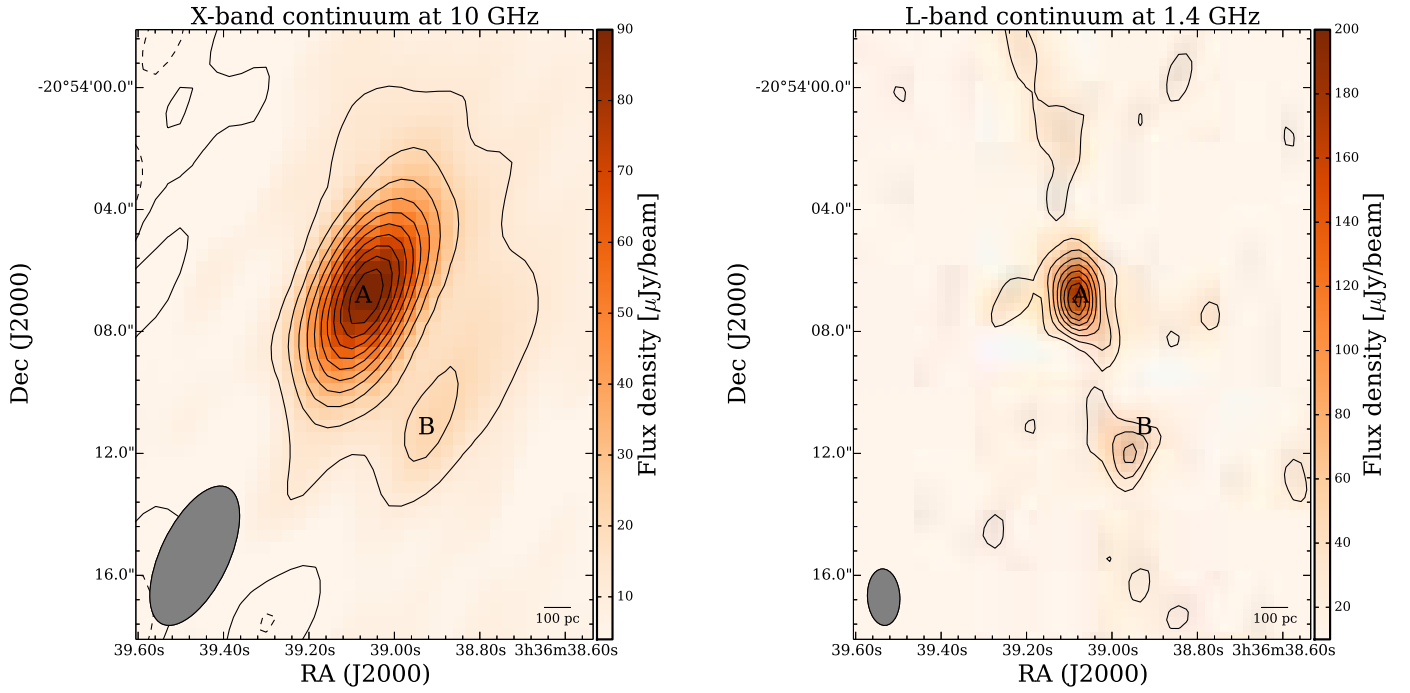 X-band continuum at 10 GHz
-20°54'00.0"
04.0"
08.0"
12.0"
16.0"
Dec (J2000)
A
B
100 pc
39.60s 39.40s 39.20s 39.00s 38.80s 3h36m38.60s
RA (J2000)
90
80
70
60
50
40
30
20
10
Flux density [μJy/beam]
L-band continuum at 1.4 GHz
-20°54'00.0"
04.0"
08.0"
12.0"
16.0"
Dec (J2000)
A
B
100 pc
39.60s 39.40s 39.20s 39.00s 38.80s 3h36m38.60s
RA (J2000)
200
180
160
140
120
100
80
60
40
20
Flux density [μJy/beam]